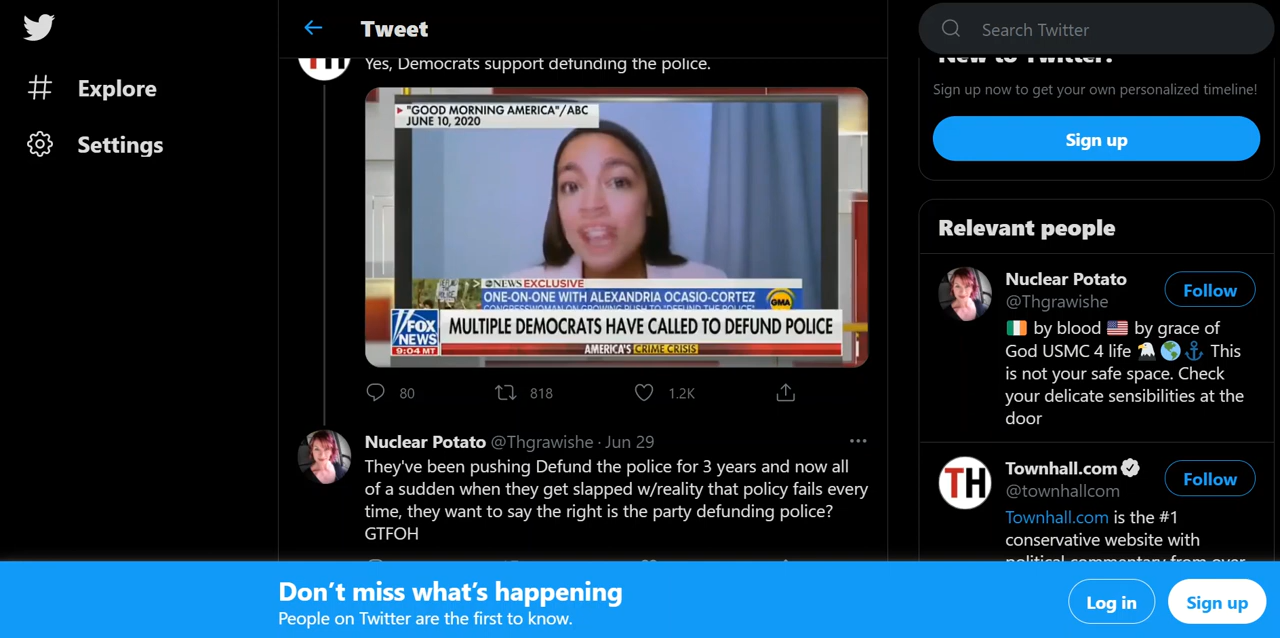 Explore
Settings
Tweet
Yes, Democrats support defunding the police.
"GOOD MORNING AMERICA"/ABC
JUNE 10, 2020
NEWS EXCLUSIVE
ONE-ON-ONE WITH ALEXANDRIA OCASIO-CORTEZ
GMA
FOX
NEWS
9:04 MT
MULTIPLE DEMOCRATS HAVE CALLED TO DEFUND POLICE
AMERICA'S CRIME CRISIS
80
818
1.2K
Nuclear Potato @Thgrawishe · Jun 29
They've been pushing Defund the police for 3 years and now all
of a sudden when they get slapped w/reality that policy fails every
time, they want to say the right is the party defunding police?
GTFOH
Search Twitter
New to Twitter?
Sign up now to get your own personalized timeline!
Sign up
Relevant people
Nuclear Potato
@Thgrawishe
Follow
🇮🇪 by blood 🇺🇸 by grace of
God USMC 4 life 🦅🌎⚓ This
is not your safe space. Check
your delicate sensibilities at the
door
TH
Townhall.com
@townhallcom
Follow
Townhall.com is the #1
conservative website with
political commentary from over
Don't miss what's happening
People on Twitter are the first to know.
Log in
Sign up